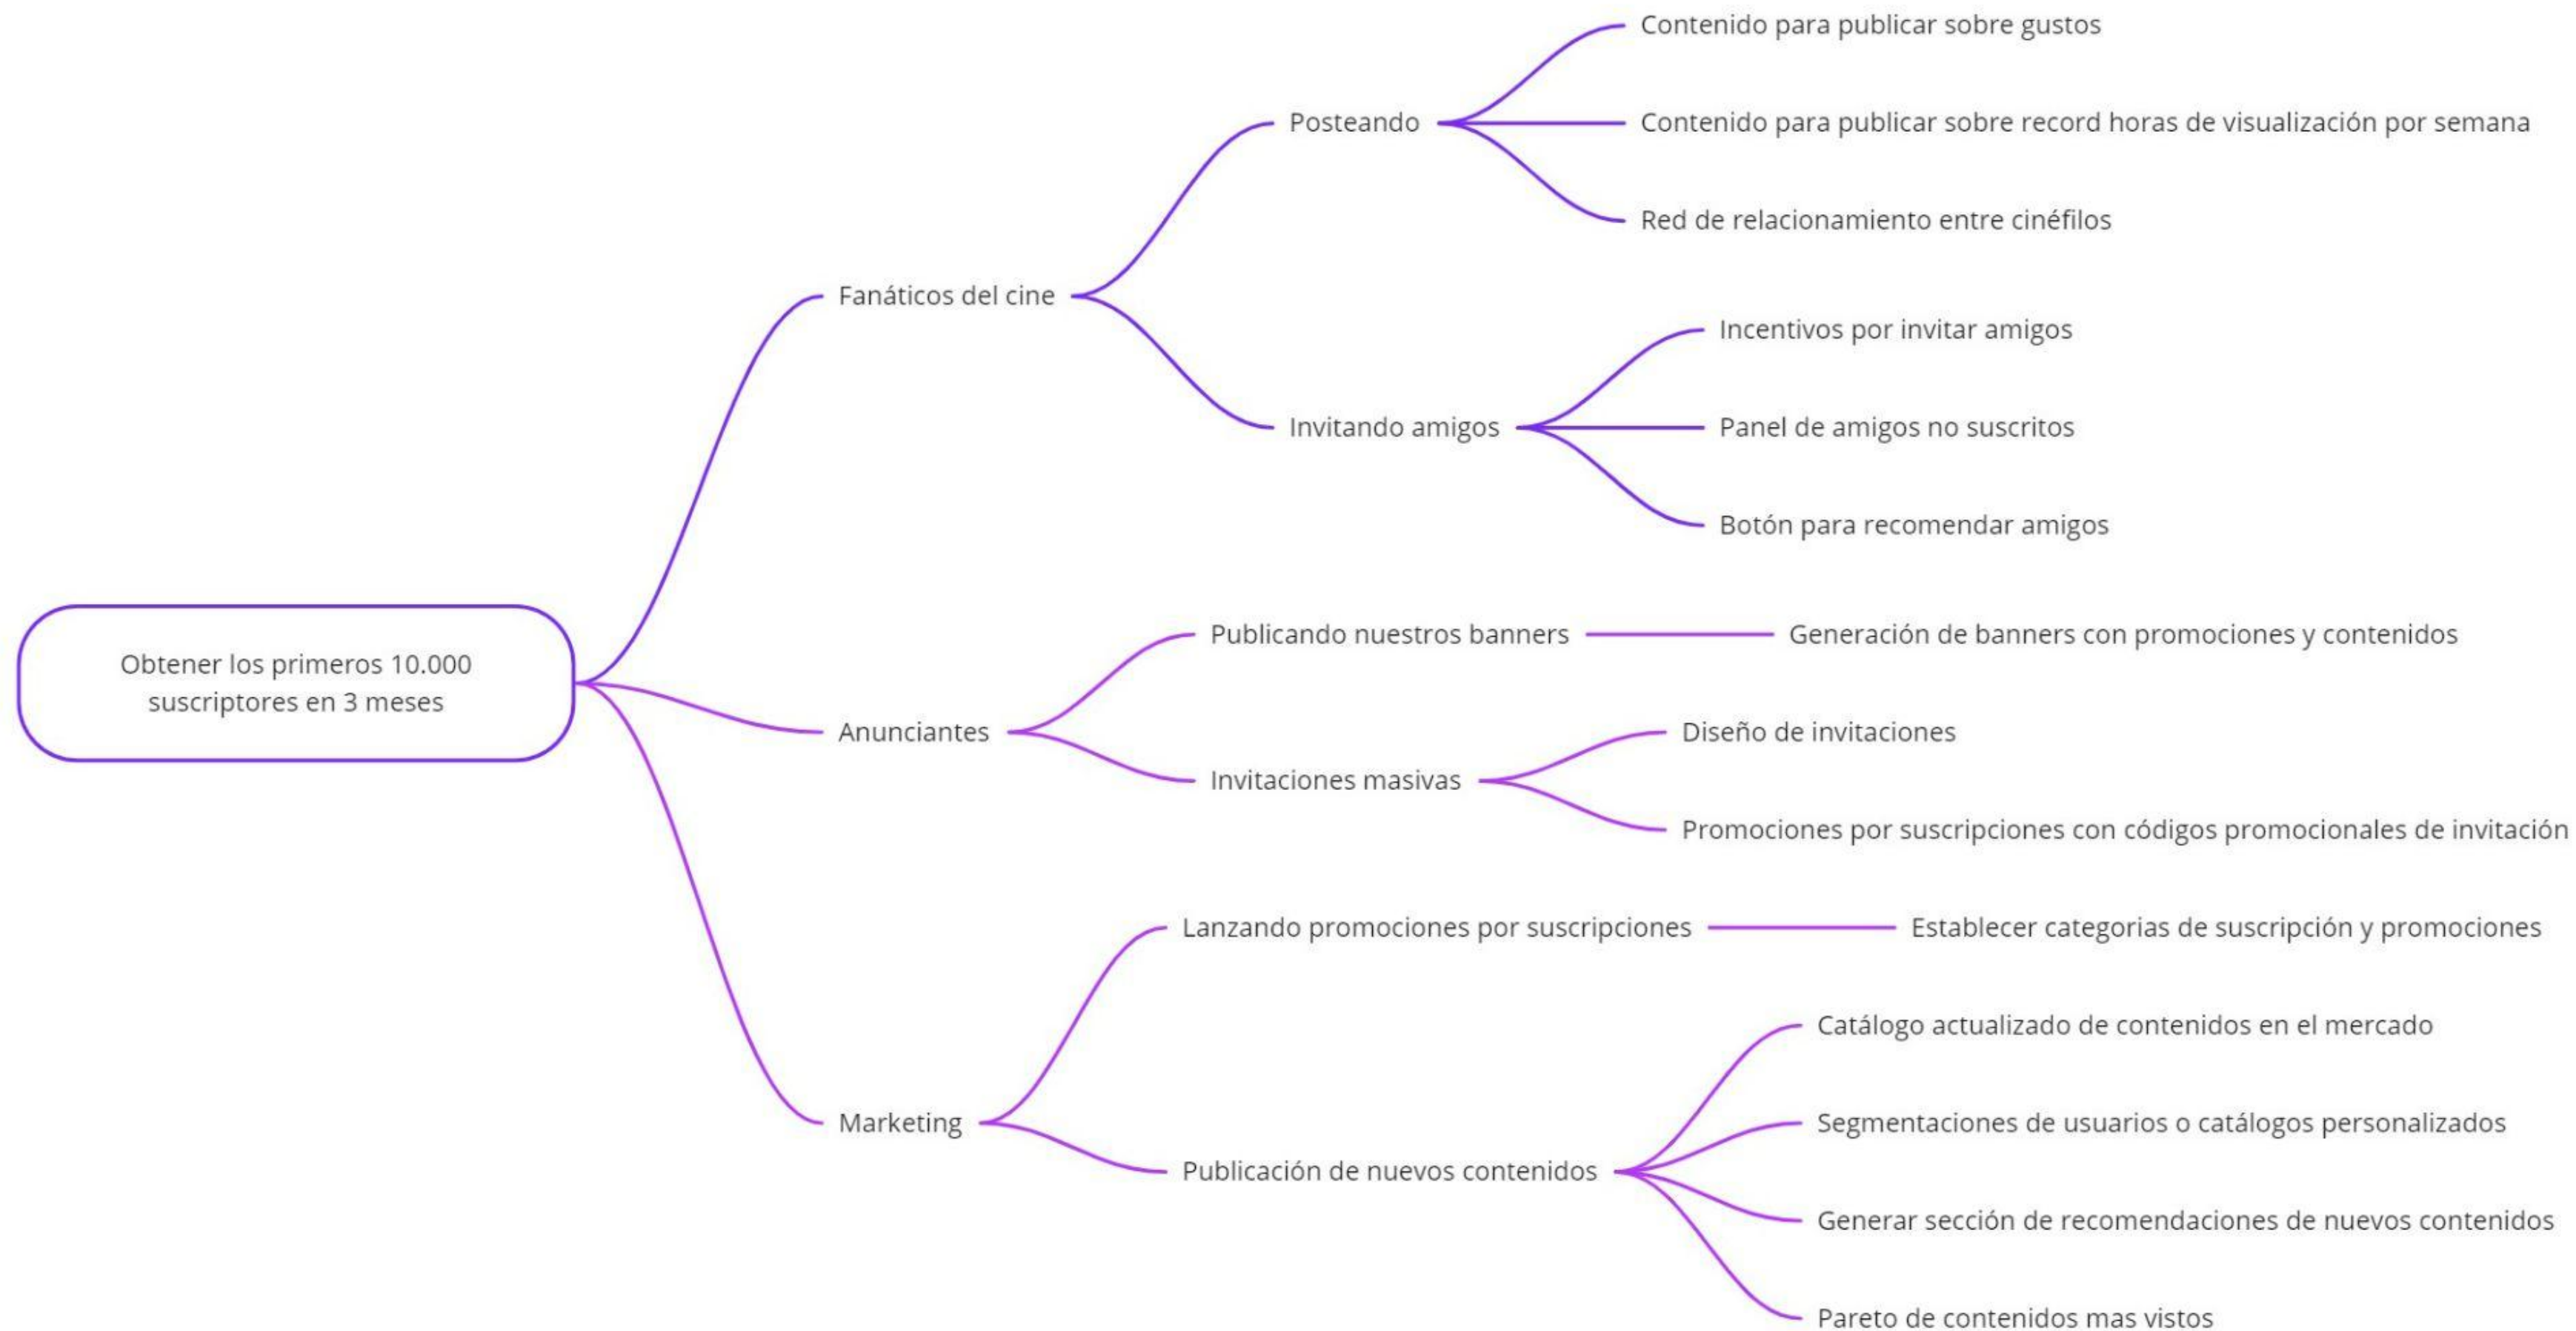 Obtener los primeros 10.000
suscriptores en 3 meses
Fanáticos del cine
Posteando
Contenido para publicar sobre gustos
Contenido para publicar sobre record horas de visualización por semana
Red de relacionamiento entre cinéfilos
Invitando amigos
Incentivos por invitar amigos
Panel de amigos no suscritos
Botón para recomendar amigos
Anunciantes
Publicando nuestros banners
Generación de banners con promociones y contenidos
Invitaciones masivas
Diseño de invitaciones
Promociones por suscripciones con códigos promocionales de invitación
Marketing
Lanzando promociones por suscripciones
Establecer categorias de suscripción y promociones
Publicación de nuevos contenidos
Catálogo actualizado de contenidos en el mercado
Segmentaciones de usuarios o catálogos personalizados
Generar sección de recomendaciones de nuevos contenidos
Pareto de contenidos mas vistos